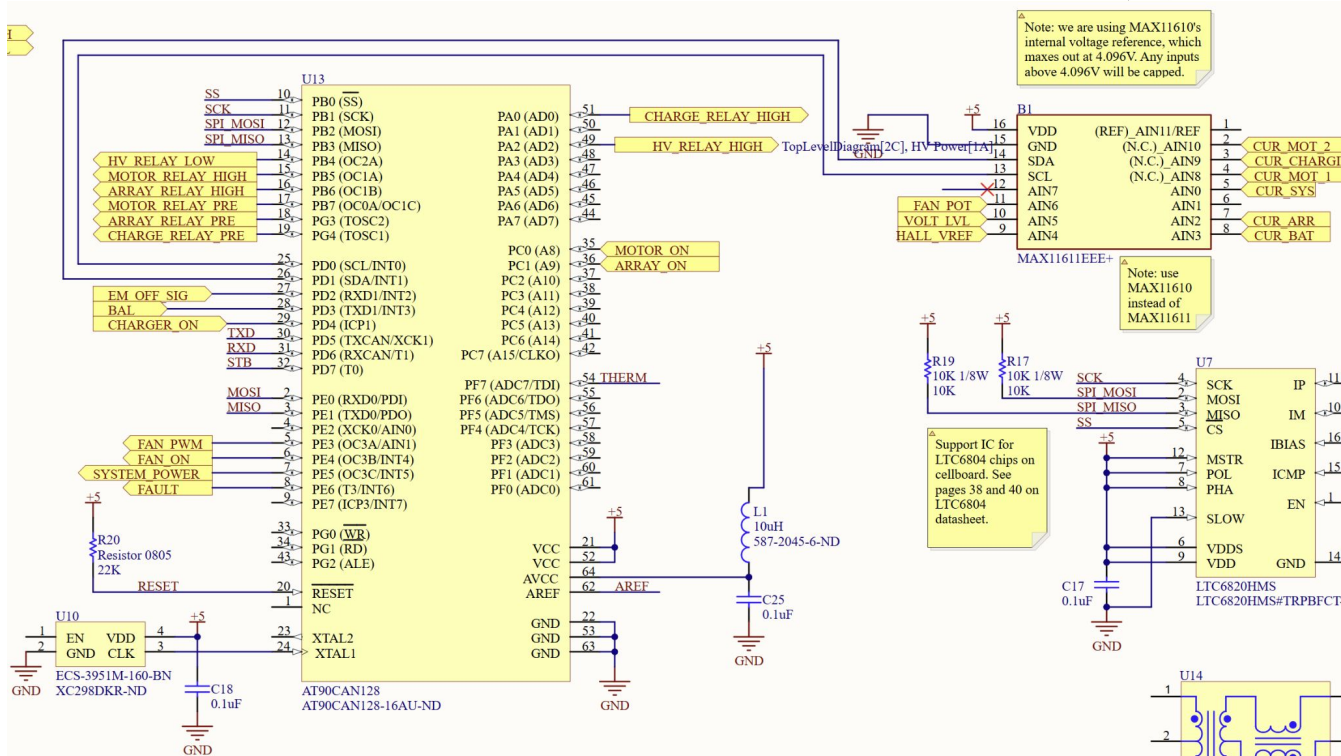 Note: we are using MAX11610's
internal voltage reference, which
maxes out at 4.096V. Any inputs
above 4.096V will be capped.
U13
SS 10 PB0 (SS)
SCK 11 PB1 (SCK)
SPI_MOSI 12 PB2 (MOSI)
SPI_MISO 13 PB3 (MISO)
HV_RELAY_LOW 14 PB4 (OC2A)
MOTOR_RELAY_HIGH 15 PB5 (OC1A)
ARRAY_RELAY_HIGH 16 PB6 (OC1B)
MOTOR_RELAY_PRE 17 PB7 (OC0A/OC1C)
ARRAY_RELAY_PRE 18 PG3 (TOSC2)
CHARGE_RELAY_PRE 19 PG4 (TOSC1)
25 PD0 (SCL/INT0)
26 PD1 (SDA/INT1)
EM_OFF_SIG 27 PD2 (RXD1/INT2)
BAL 28 PD3 (TXD1/INT3)
CHARGER_ON 29 PD4 (ICP1)
TXD 30 PD5 (TXCAN/XCK1)
RXD 31 PD6 (RXCAN/T1)
STB 32 PD7 (T0)
MOSI 2 PE0 (RXD0/PDI)
MISO 3 PE1 (TXD0/PDO)
4 PE2 (XCK0/AIN0)
FAN_PWM 5 PE3 (OC3A/AIN1)
FAN_ON 6 PE4 (OC3B/INT4)
SYSTEM_POWER 7 PE5 (OC3C/INT5)
FAULT 8 PE6 (T3/INT6)
9 PE7 (ICP3/INT7)
33 PG0 (WR)
34 PG1 (RD)
43 PG2 (ALE)
RESET 20 RESET
1 NC
23 XTAL2
24 XTAL1
PA0 (AD0) 51 CHARGE_RELAY_HIGH
PA1 (AD1) 50
PA2 (AD2) 49 HV_RELAY_HIGH TopLevelDiagram[2C], HV Power[1A]
PA3 (AD3) 48
PA4 (AD4) 47
PA5 (AD5) 46
PA6 (AD6) 45
PA7 (AD7) 44
PC0 (A8) 35 MOTOR_ON
PC1 (A9) 36 ARRAY_ON
PC2 (A10) 37
PC3 (A11) 38
PC4 (A12) 39
PC5 (A13) 40
PC6 (A14) 41
PC7 (A15/CLKO) 42
PF7 (ADC7/TDI) 54 THERM
PF6 (ADC6/TDO) 55
PF5 (ADC5/TMS) 56
PF4 (ADC4/TCK) 57
PF3 (ADC3) 58
PF2 (ADC2) 59
PF1 (ADC1) 60
PF0 (ADC0) 61
VCC 21
VCC 52
AVCC 64
AREF 62 AREF
GND 22
GND 53
GND 63
AT90CAN128
AT90CAN128-16AU-ND
+5
GND
+5
R20
Resistor 0805
22K
U10
1 EN VDD 4
2 GND CLK 3
ECS-3951M-160-BN
XC298DKR-ND
GND
+5
C18
0.1uF
GND
+5
L1
10uH
587-2045-6-ND
C25
0.1uF
GND
B1
+5
GND
16 VDD
15 GND
14 SDA
13 SCL
12 AIN7
FAN_POT 11 AIN6
VOLT_LVL 10 AIN5
HALL_VREF 9 AIN4
(REF)_AIN11/REF 1
(N.C.)_AIN10 2 CUR_MOT_2
(N.C.)_AIN9 3 CUR_CHARGI
(N.C.)_AIN8 4 CUR_MOT_1
AIN0 5 CUR_SYS
AIN1 6
AIN2 7 CUR_ARR
AIN3 8 CUR_BAT
MAX11611EEE+
Note: use
MAX11610
instead of
MAX11611
+5
R19
10K 1/8W
10K
+5
R17
10K 1/8W
10K
Support IC for
LTC6804 chips on
cellboard. See
pages 38 and 40 on
LTC6804
datasheet.
U7
SCK 4 SCK
SPI_MOSI 2 MOSI
SPI_MISO 3 MISO
SS 5 CS
12 MSTR
7 POL
8 PHA
13 SLOW
6 VDDS
9 VDD
IP 11
IM 10
IBIAS 16
ICMP 15
EN 1
GND 14
LTC6820HMS
LTC6820HMS#TRPBFCT-
+5
C17
0.1uF
GND
U14
1
2